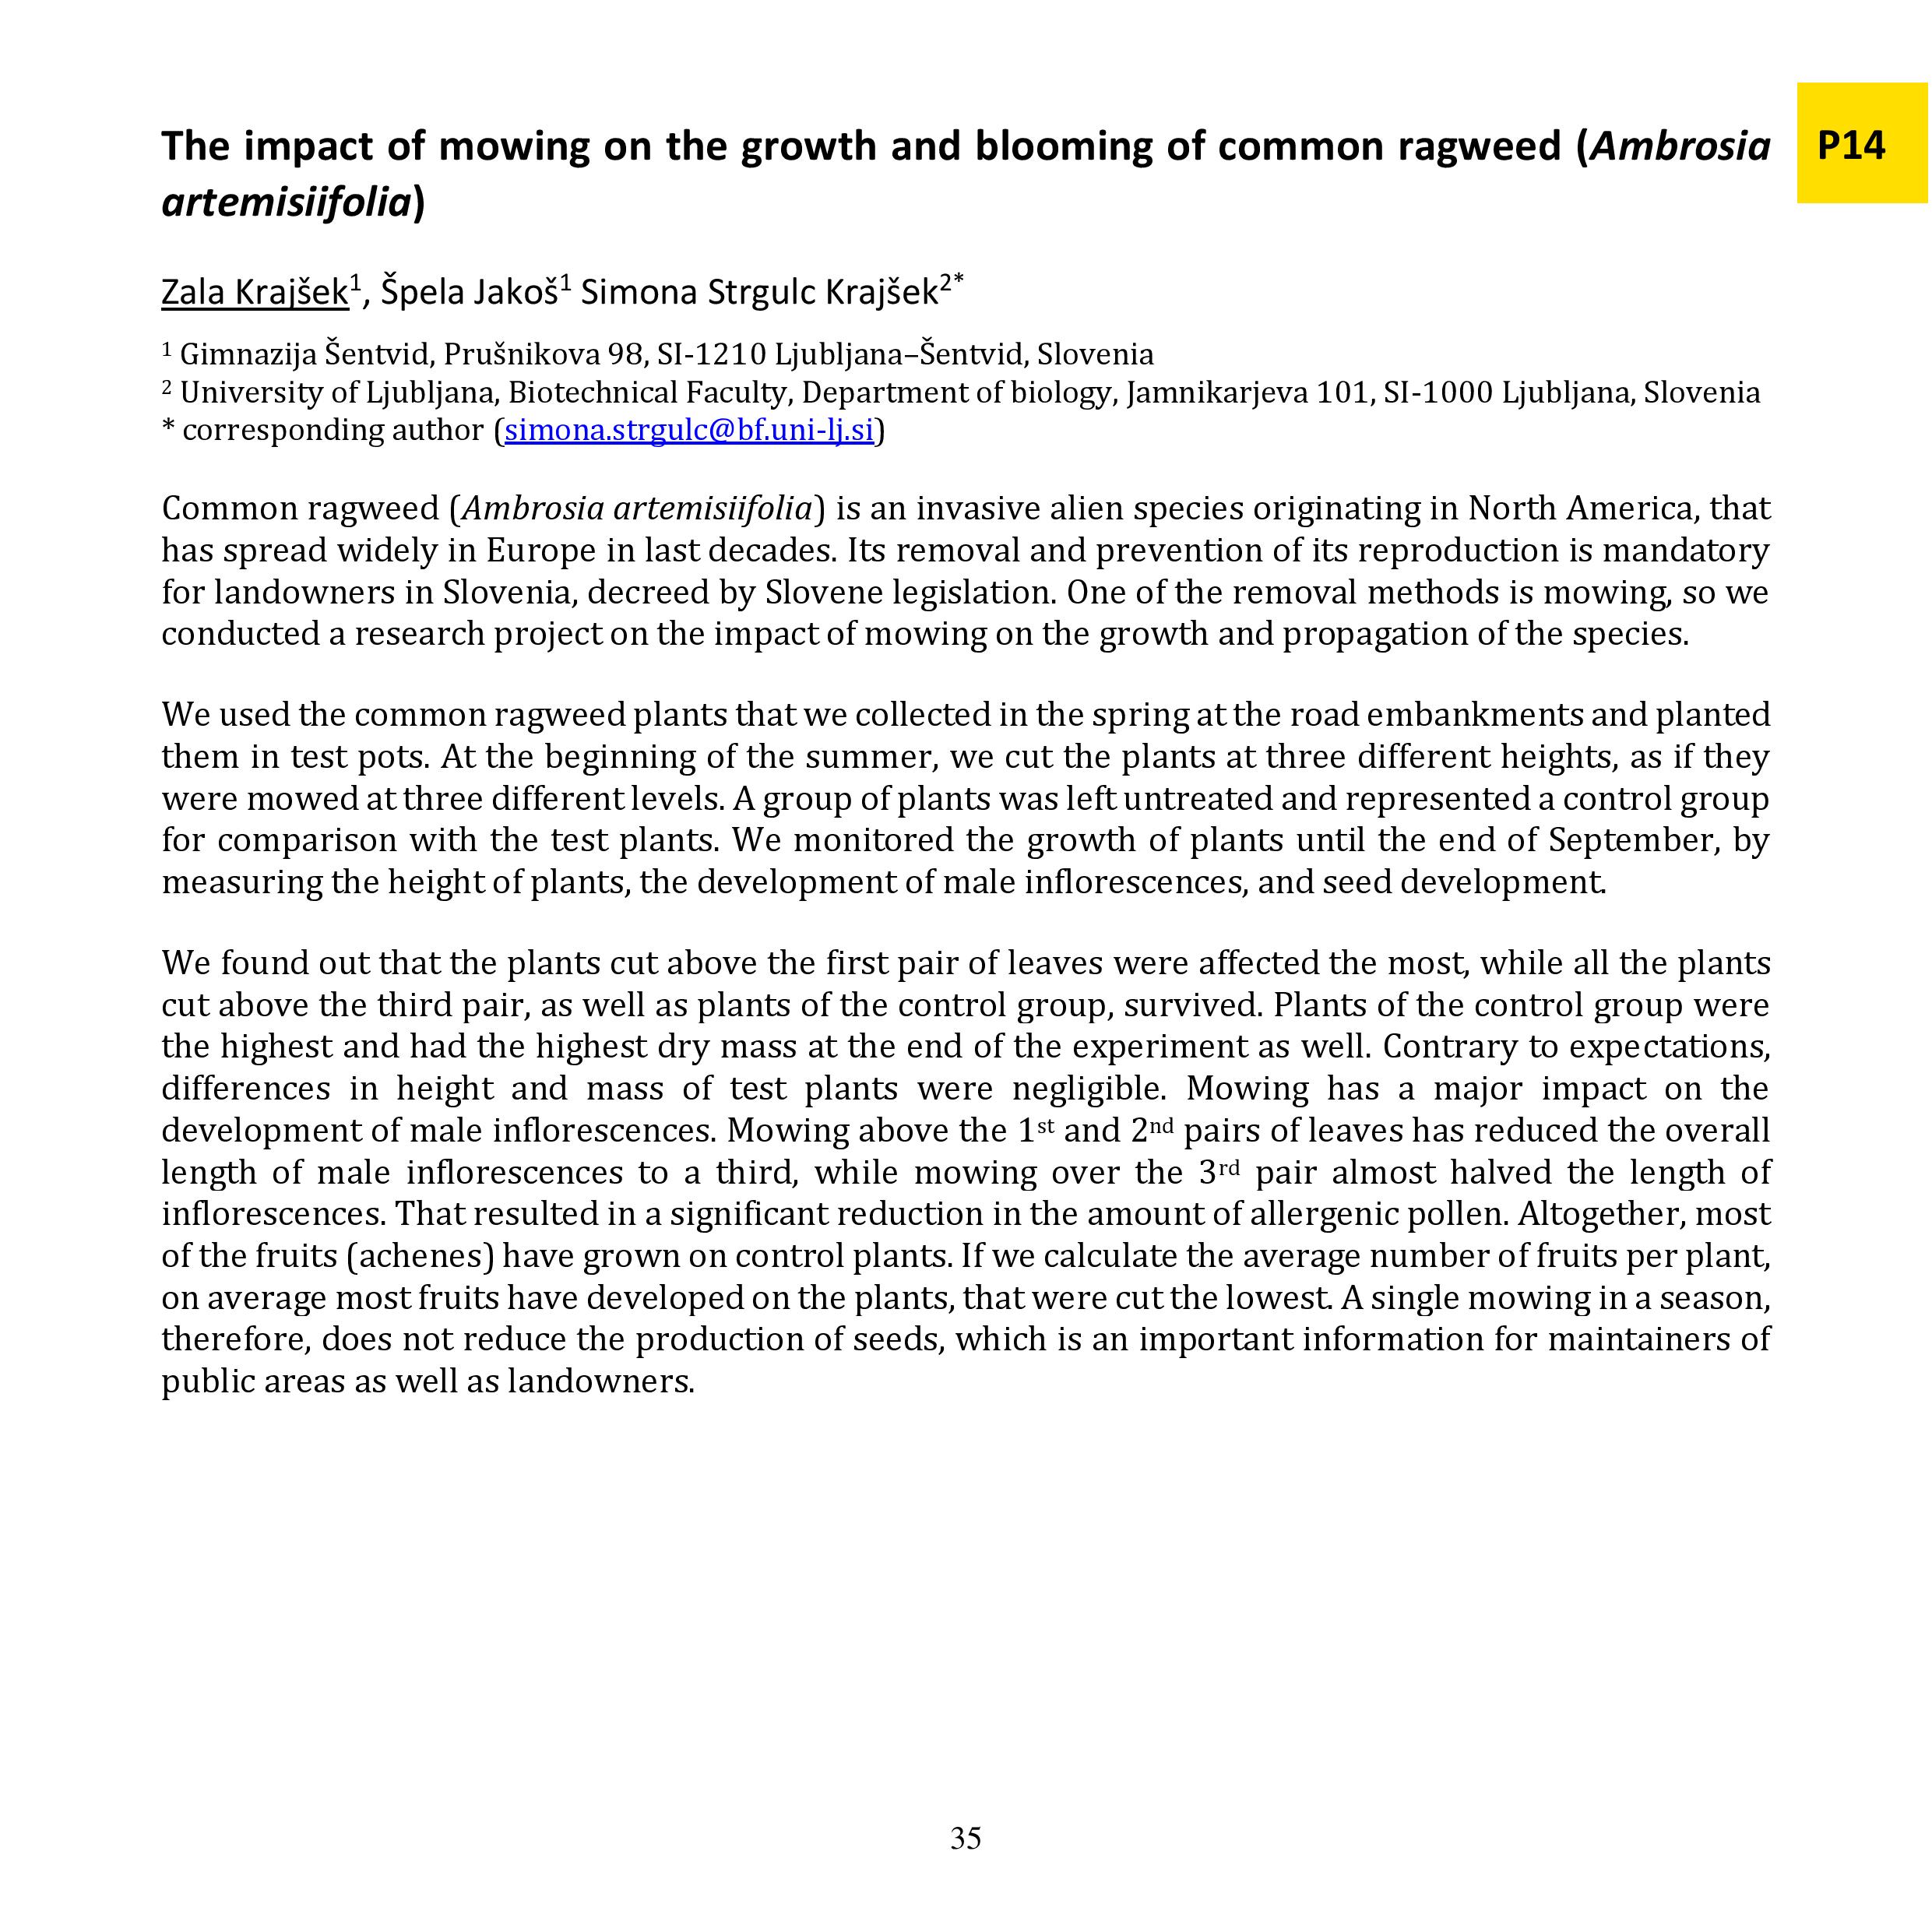 The impact of mowing on the growth and blooming of common ragweed (Ambrosia
artemisiifolia)
P14
Zala Krajšek1, Špela Jakoš1 Simona Strgulc Krajšek2*
1 Gimnazija Šentvid, Prušnikova 98, SI-1210 Ljubljana–Šentvid, Slovenia
2 University of Ljubljana, Biotechnical Faculty, Department of biology, Jamnikarjeva 101, SI-1000 Ljubljana, Slovenia
* corresponding author (simona.strgulc@bf.uni-lj.si)
Common ragweed (Ambrosia artemisiifolia) is an invasive alien species originating in North America, that
has spread widely in Europe in last decades. Its removal and prevention of its reproduction is mandatory
for landowners in Slovenia, decreed by Slovene legislation. One of the removal methods is mowing, so we
conducted a research project on the impact of mowing on the growth and propagation of the species.
We used the common ragweed plants that we collected in the spring at the road embankments and planted
them in test pots. At the beginning of the summer, we cut the plants at three different heights, as if they
were mowed at three different levels. A group of plants was left untreated and represented a control group
for comparison with the test plants. We monitored the growth of plants until the end of September, by
measuring the height of plants, the development of male inflorescences, and seed development.
We found out that the plants cut above the first pair of leaves were affected the most, while all the plants
cut above the third pair, as well as plants of the control group, survived. Plants of the control group were
the highest and had the highest dry mass at the end of the experiment as well. Contrary to expectations,
differences in height and mass of test plants were negligible. Mowing has a major impact on the
development of male inflorescences. Mowing above the 1st and 2nd pairs of leaves has reduced the overall
length of male inflorescences to a third, while mowing over the 3rd pair almost halved the length of
inflorescences. That resulted in a significant reduction in the amount of allergenic pollen. Altogether, most
of the fruits (achenes) have grown on control plants. If we calculate the average number of fruits per plant,
on average most fruits have developed on the plants, that were cut the lowest. A single mowing in a season,
therefore, does not reduce the production of seeds, which is an important information for maintainers of
public areas as well as landowners.
35